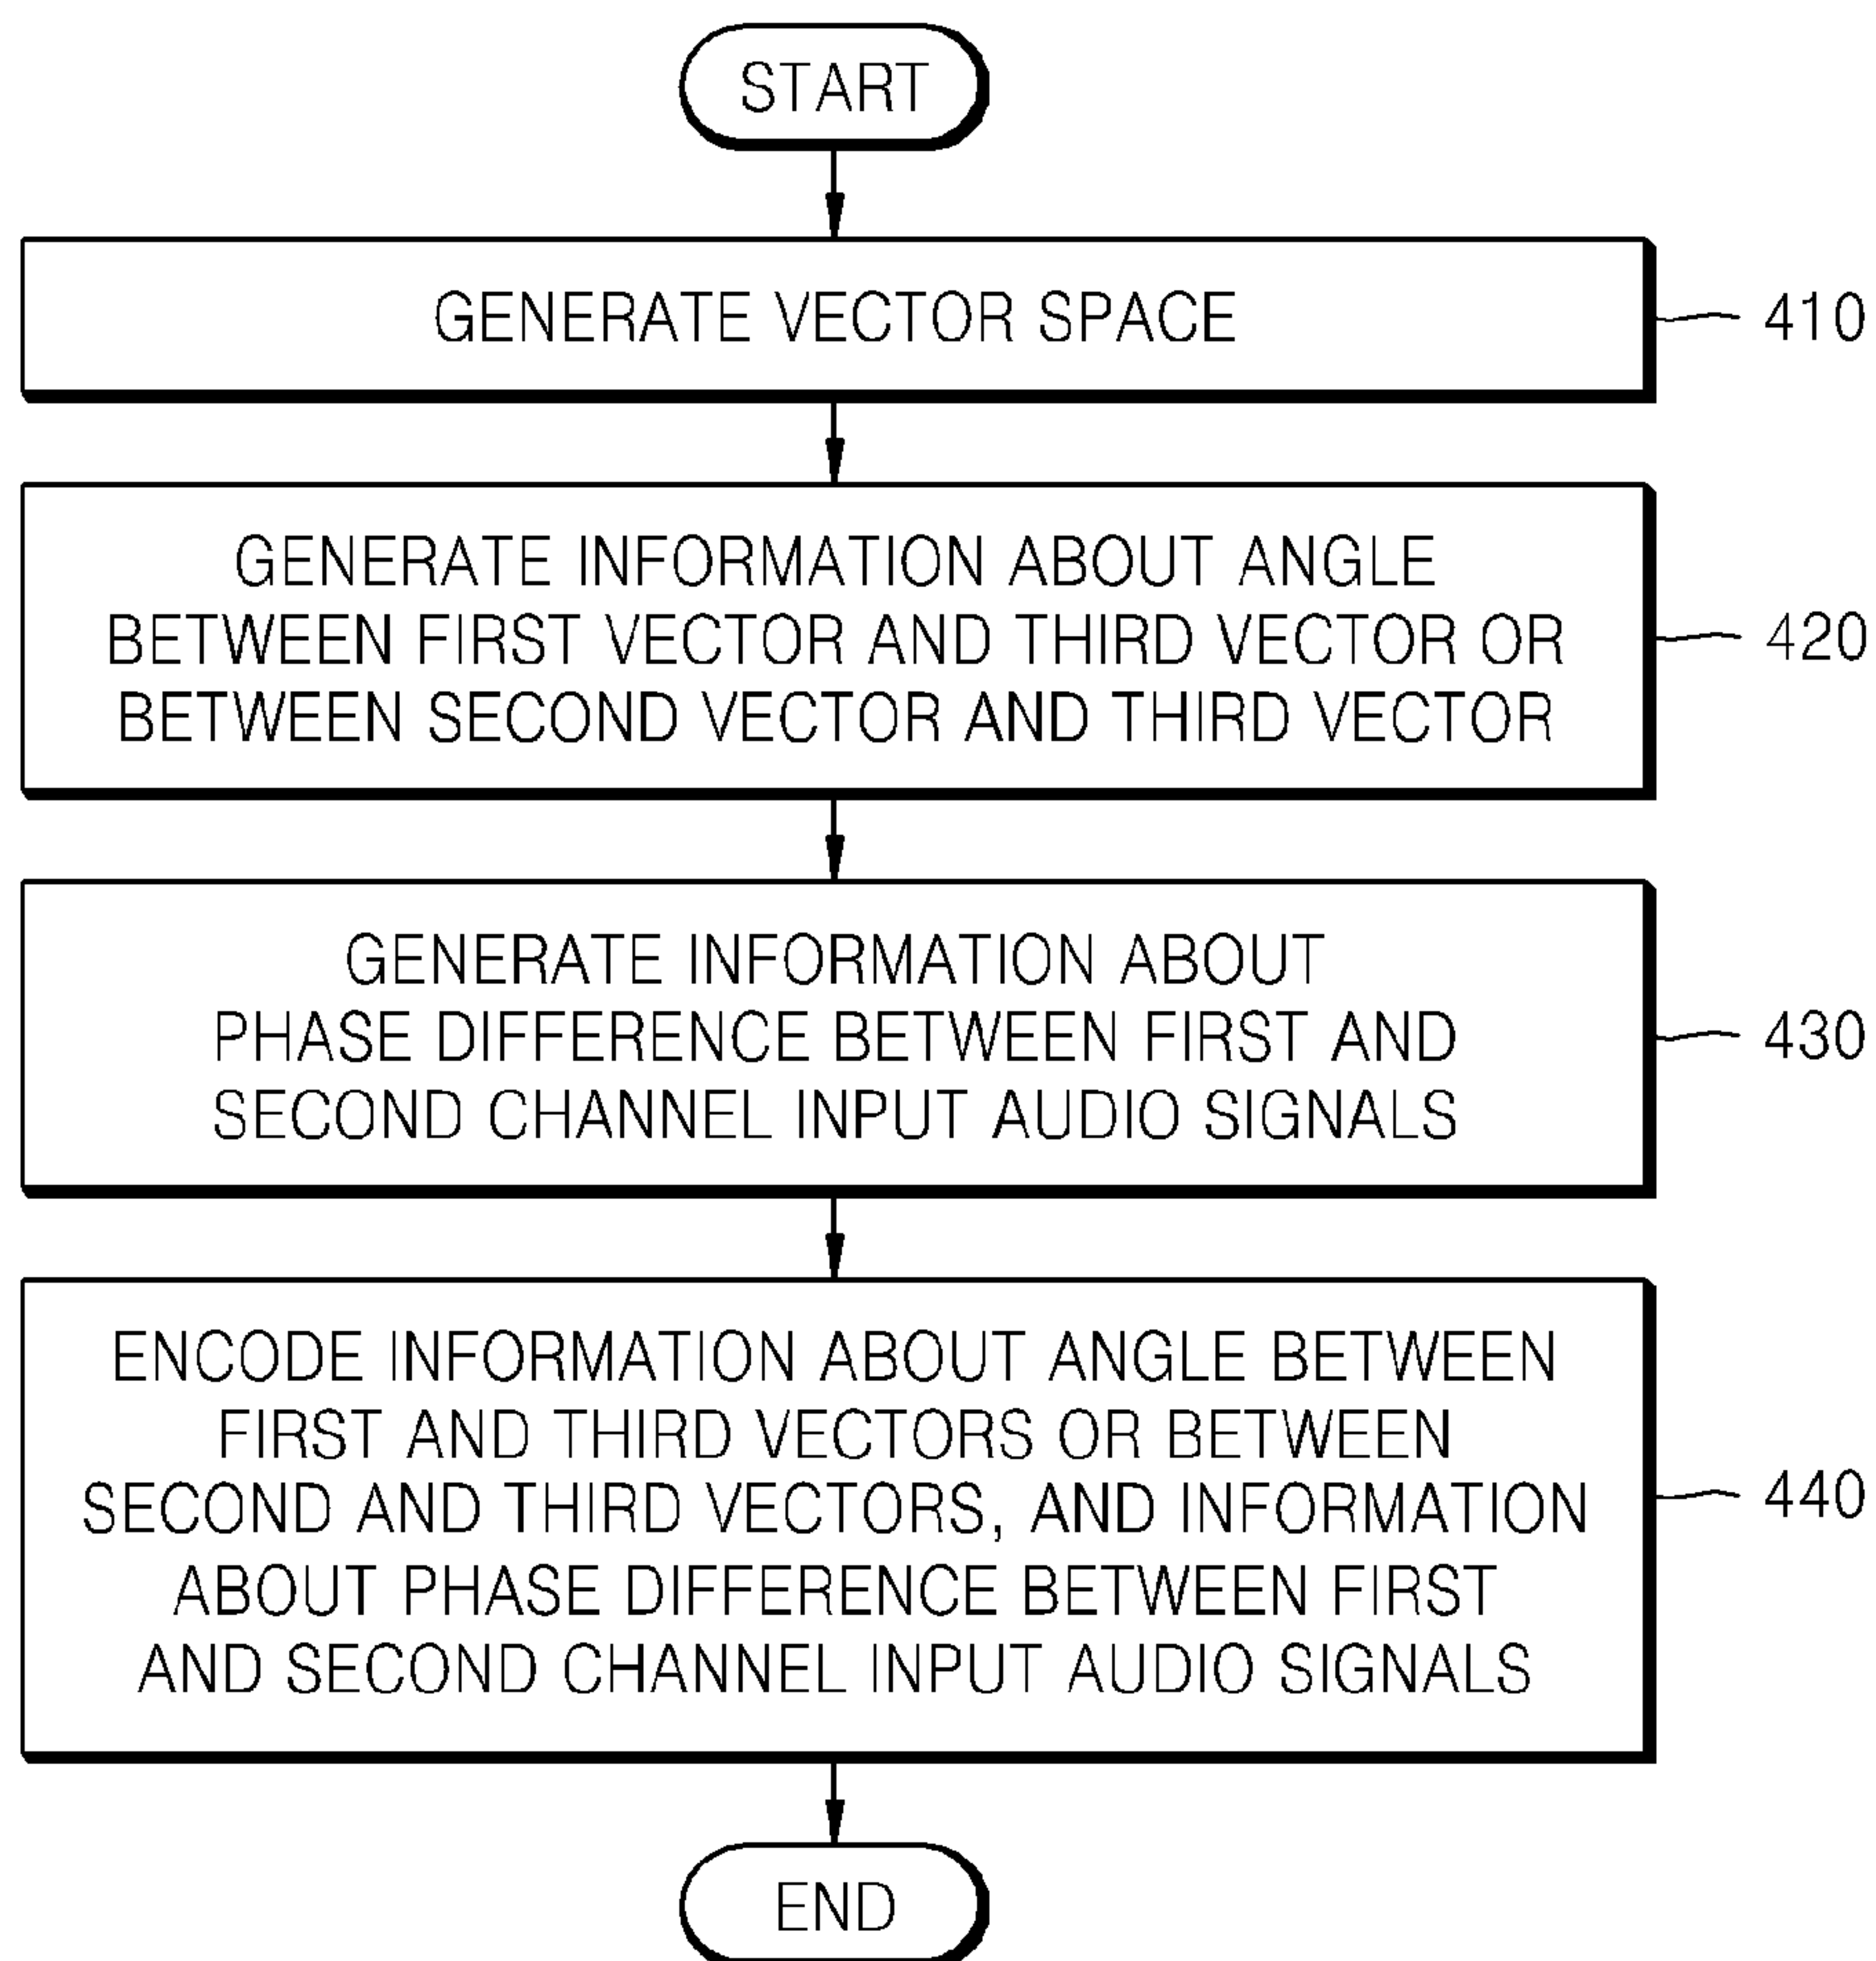 START
GENERATE VECTOR SPACE
410
GENERATE INFORMATION ABOUT ANGLE
BETWEEN FIRST VECTOR AND THIRD VECTOR OR
BETWEEN SECOND VECTOR AND THIRD VECTOR
420
GENERATE INFORMATION ABOUT
PHASE DIFFERENCE BETWEEN FIRST AND
SECOND CHANNEL INPUT AUDIO SIGNALS
430
ENCODE INFORMATION ABOUT ANGLE BETWEEN
FIRST AND THIRD VECTORS OR BETWEEN
SECOND AND THIRD VECTORS, AND INFORMATION
ABOUT PHASE DIFFERENCE BETWEEN FIRST
AND SECOND CHANNEL INPUT AUDIO SIGNALS
440
END